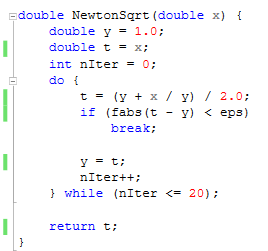 double NewtonSqrt(double x) {
    double y = 1.0;
    double t = x;
    int nIter = 0;
    do {
        t = (y + x / y) / 2.0;
        if (fabs(t - y) < eps)
            break;

        y = t;
        nIter++;
    } while (nIter <= 20);

    return t;
}